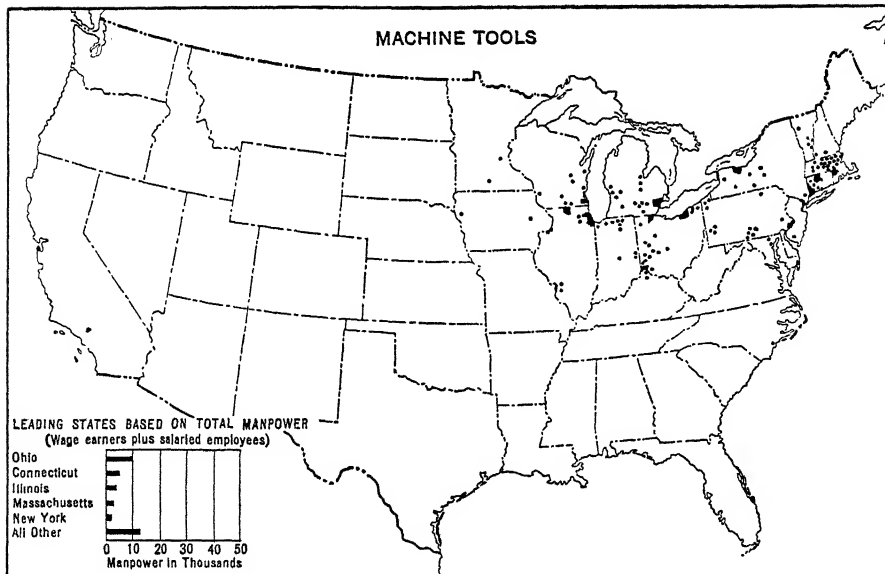 MACHINE TOOLS
LEADING STATES BASED ON TOTAL MANPOWER
(Wage earners plus salaried employees)
Ohio
Connecticut
Illinois
Massachusetts
New York
All Other
0 10 20 30 40 50
Manpower in Thousands